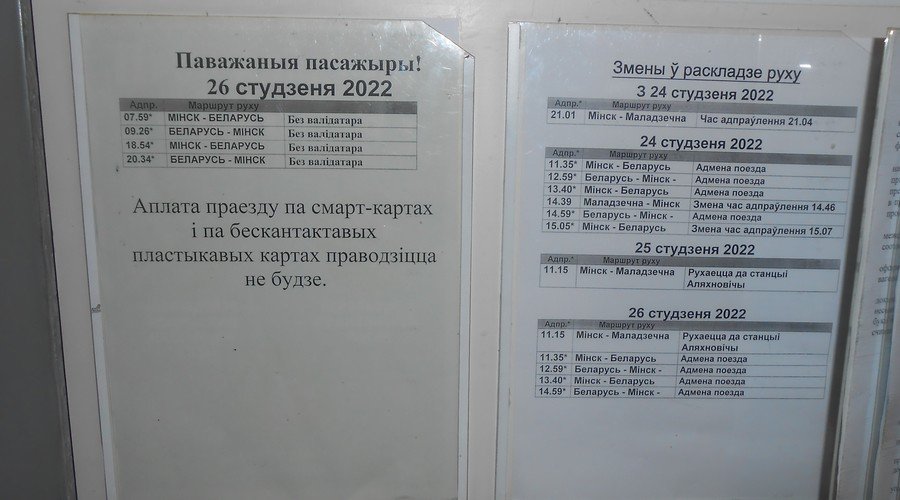 Паважаныя пасажыры!
26 студзеня 2022
Адпр. Маршрут руху
07.59* МІНСК - БЕЛАРУСЬ Без валідатара
09.26* БЕЛАРУСЬ - МІНСК Без валідатара
18.54* МІНСК - БЕЛАРУСЬ Без валідатара
20.34* БЕЛАРУСЬ - МІНСК Без валідатара
Аплата праезду па смарт-картах
і па бескантактавых
пластыкавых картах праводзіцца
не будзе.
Змены ў раскладзе руху
З 24 студзеня 2022
Адпр.* Маршрут руху
21.01 Мінск - Маладзечна Час адпраўлення 21.04
24 студзеня 2022
Адпр.* Маршрут руху
11.35* Мінск - Беларусь Адмена поезда
12.59* Беларусь - Мінск - Адмена поезда
13.40* Мінск - Беларусь Адмена поезда
14.39 Маладзечна - Мінск Змена час адпраўлення 14.46
14.59* Беларусь - Мінск - Адмена поезда
15.05* Мінск - Беларусь Змена час адпраўлення 15.07
25 студзеня 2022
Адпр.* Маршрут руху
11.15 Мінск - Маладзечна Рухаецца да станцыі
Аляхновічы
26 студзеня 2022
Адпр.* Маршрут руху
11.15 Мінск - Маладзечна Рухаецца да станцыі
Аляхновічы
11.35* Мінск - Беларусь Адмена поезда
12.59* Беларусь - Мінск - Адмена поезда
13.40* Мінск - Беларусь Адмена поезда
14.59* Беларусь - Мінск - Адмена поезда